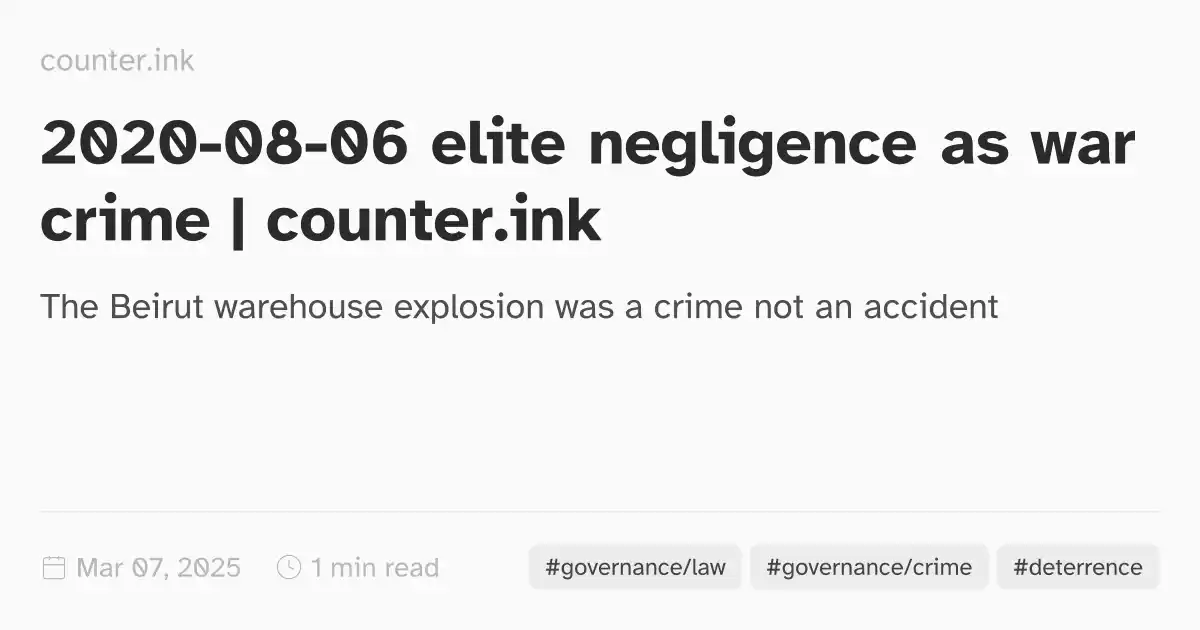 counter.ink
2020-08-06 elite negligence as war
crime | counter.ink
The Beirut warehouse explosion was a crime not an accident
Mar 07, 2025 1 min read #governance/law #governance/crime #deterrence